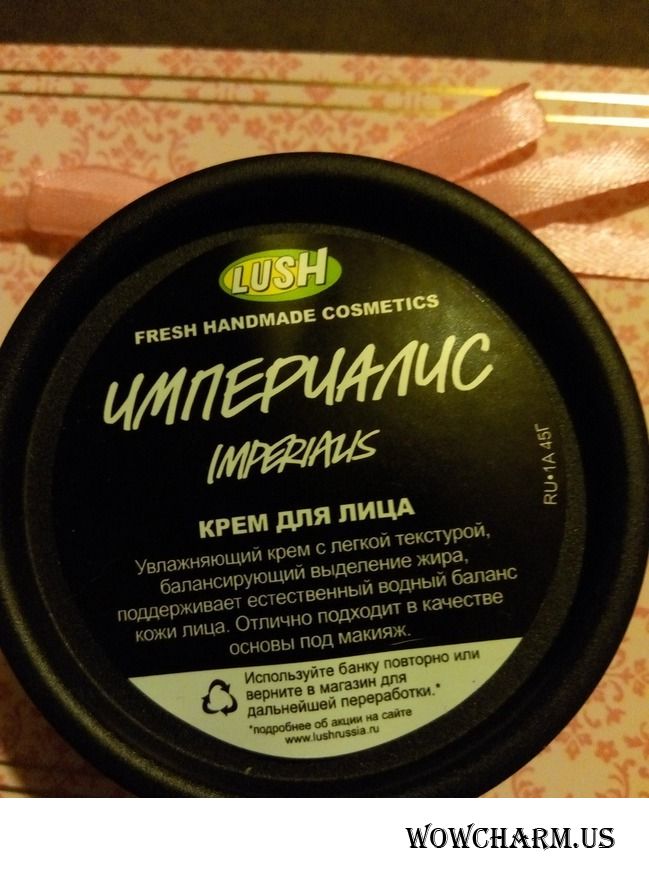 LUSH
FRESH HANDMADE COSMETICS
ИМПЕРИАЛИС
IMPERIALIS
КРЕМ ДЛЯ ЛИЦА
Увлажняющий крем с легкой текстурой,
балансирующий выделение жира,
поддерживает естественный водный баланс
кожи лица. Отлично подходит в качестве
основы под макияж.
RU•1A 45Г
Используйте банку повторно или
верните в магазин для
дальнейшей переработки.*
*подробнее об акции на сайте
www.lushrussia.ru
WOWCHARM.US